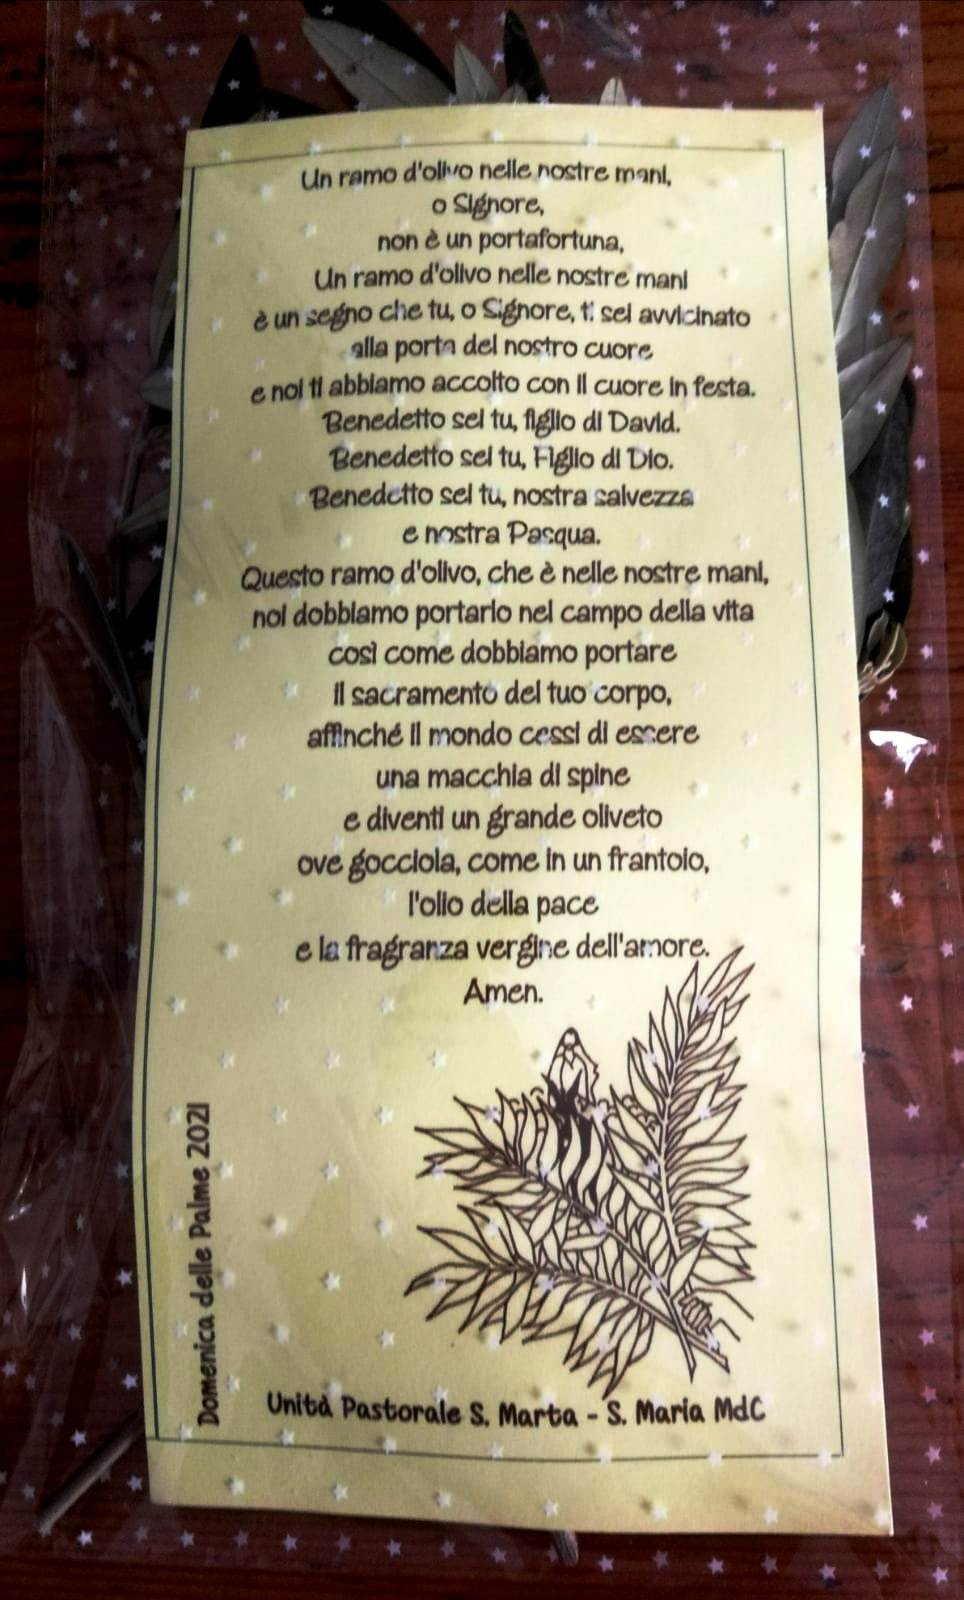 Un ramo d'olivo nelle nostre mani,
o Signore,
non è un portafortuna,
Un ramo d'olivo nelle nostre mani
è un segno che tu, o Signore, ti sei avvicinato
alla porta del nostro cuore
e noi ti abbiamo accolto con il cuore in festa.
Benedetto sei tu, figlio di David.
Benedetto sei tu, Figlio di Dio.
Benedetto sei tu, nostra salvezza
e nostra Pasqua.
Questo ramo d'olivo, che è nelle nostre mani,
noi dobbiamo portarlo nel campo della vita
così come dobbiamo portare
il sacramento del tuo corpo,
affinché il mondo cessi di essere
una macchia di spine
e diventi un grande oliveto
ove gocciola, come in un frantoio,
l'olio della pace
e la fragranza vergine dell'amore.
Amen.
Domenica delle Palme 2021
Unità Pastorale S. Marta - S. Maria MdC